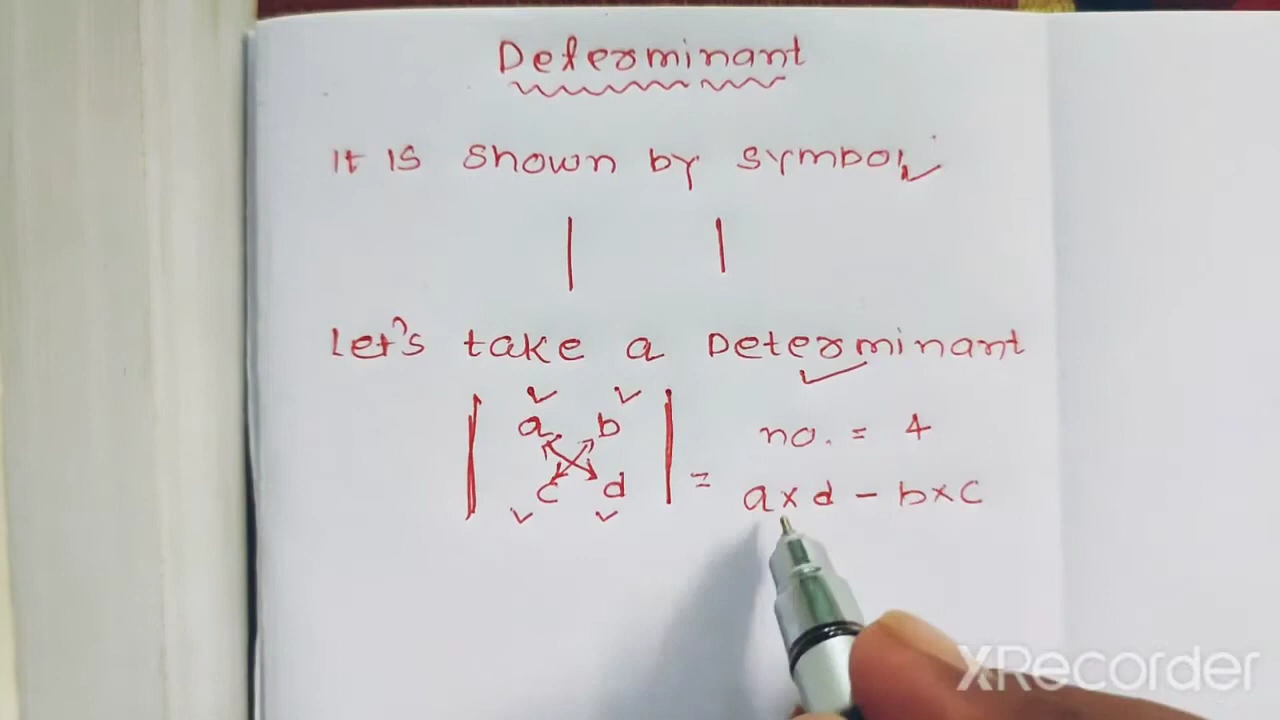 Determinant
It is shown by symbol
| |
Let's take a Determinant
| a b |
no. = 4
| c d | = a×d - b×c
XRecorder